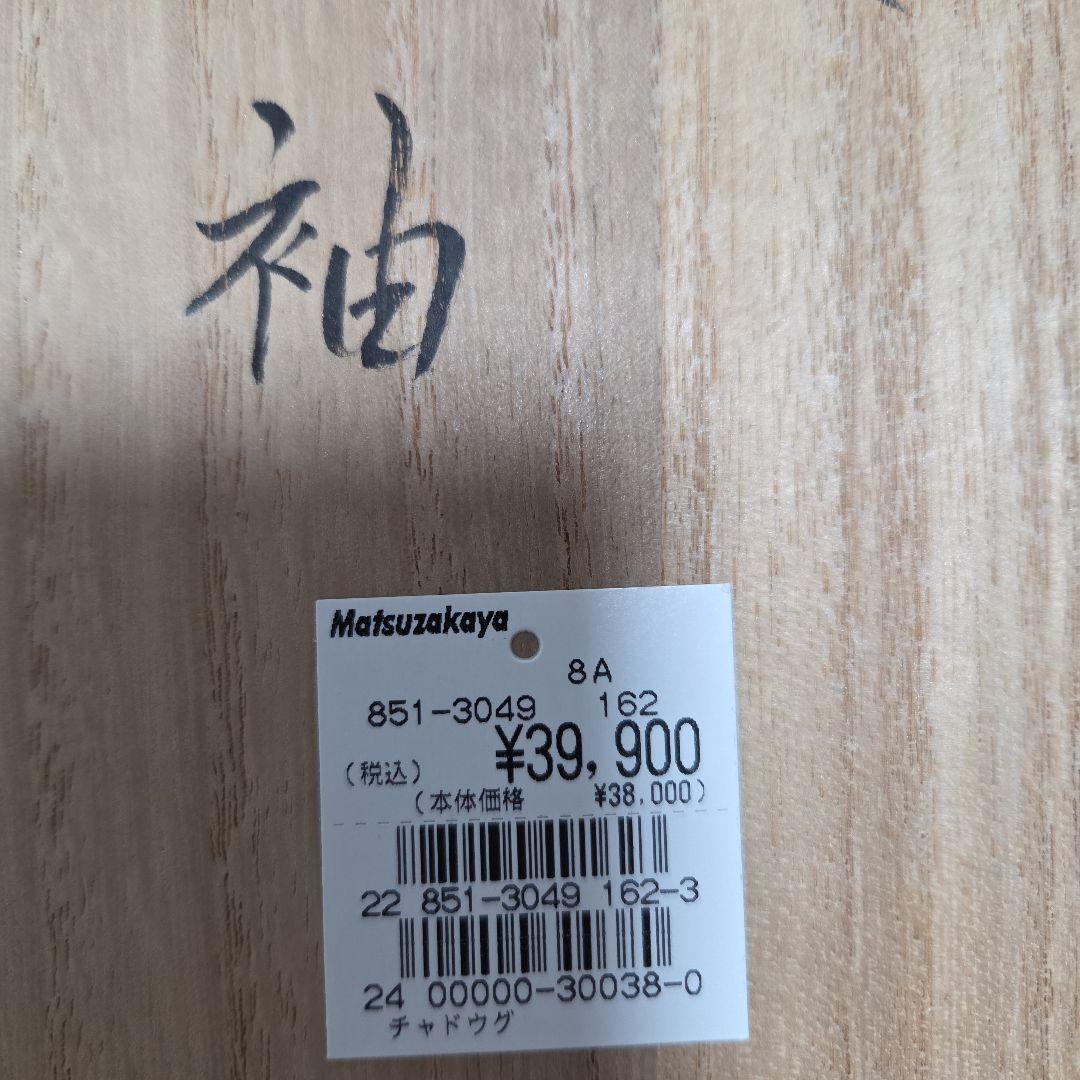 袖
Matsuzakaya
8A
851-3049 162
¥39,900
(税込)
(本体価格 ¥38,000)
22 851-3049 162-3
24 00000-30038-0
チャドウグ